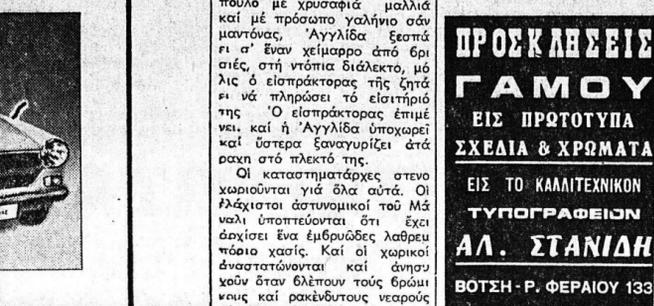 πουλο μέ χρυσαφιά μαλλιά
καί μέ πρόσωπο γαλήνιο σάν
μαντόνας, Ἀγγλίδα ξεσπά
ει σ' ἕναν χείμαρρο ἀπό βρι
σιές, στή ντόπια διάλεκτο, μό
λις ὁ εἰσπράκτορας τῆς ζητά
ει νά πληρώσει τό εἰσιτήριό
της Ὁ εἰσπράκτορας ἐπιμέ
νει, καί ἡ Ἀγγλίδα ὑποχωρεῖ
καί ὕστερα ξαναγυρίζει ἀτά
ραχη στό πλεκτό της.
Οἱ καταστηματάρχες στενο
χωριοῦνται γιά ὅλα αὐτά. Οἱ
ἐλάχιστοι ἀστυνομικοί τοῦ Μά
ναλι ὑποπτεύονται ὅτι ἔχει
ἀρχίσει ἕνα ἐμβρυῶδες λαθρεμ
πόριο χασίς. Καί οἱ χωρικοί
ἀναστατώνονται καί ἀνησυ
χοῦν ὅταν βλέπουν τούς βρώμι
κους καί ρακένδυτους νεαρούς
ΠΡΟΣΚΛΗΣΕΙΣ
ΓΑΜΟΥ
ΕΙΣ ΠΡΩΤΟΤΥΠΑ
ΣΧΕΔΙΑ & ΧΡΩΜΑΤΑ
ΕΙΣ ΤΟ ΚΑΛΛΙΤΕΧΝΙΚΟΝ
ΤΥΠΟΓΡΑΦΕΙΟΝ
ΑΛ. ΣΤΑΝΙΔΗ
ΒΟΤΣΗ - Ρ. ΦΕΡΑΙΟΥ 133